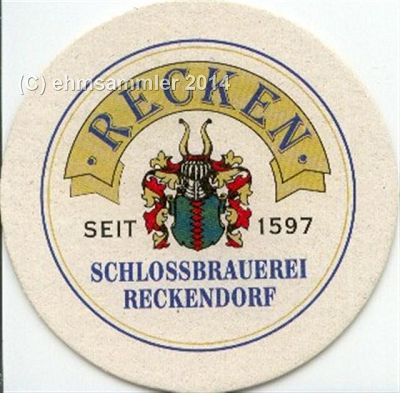 (C) ehmsammler 2014
· RECKEN ·
SEIT 1597
SCHLOSSBRAUEREI
RECKENDORF